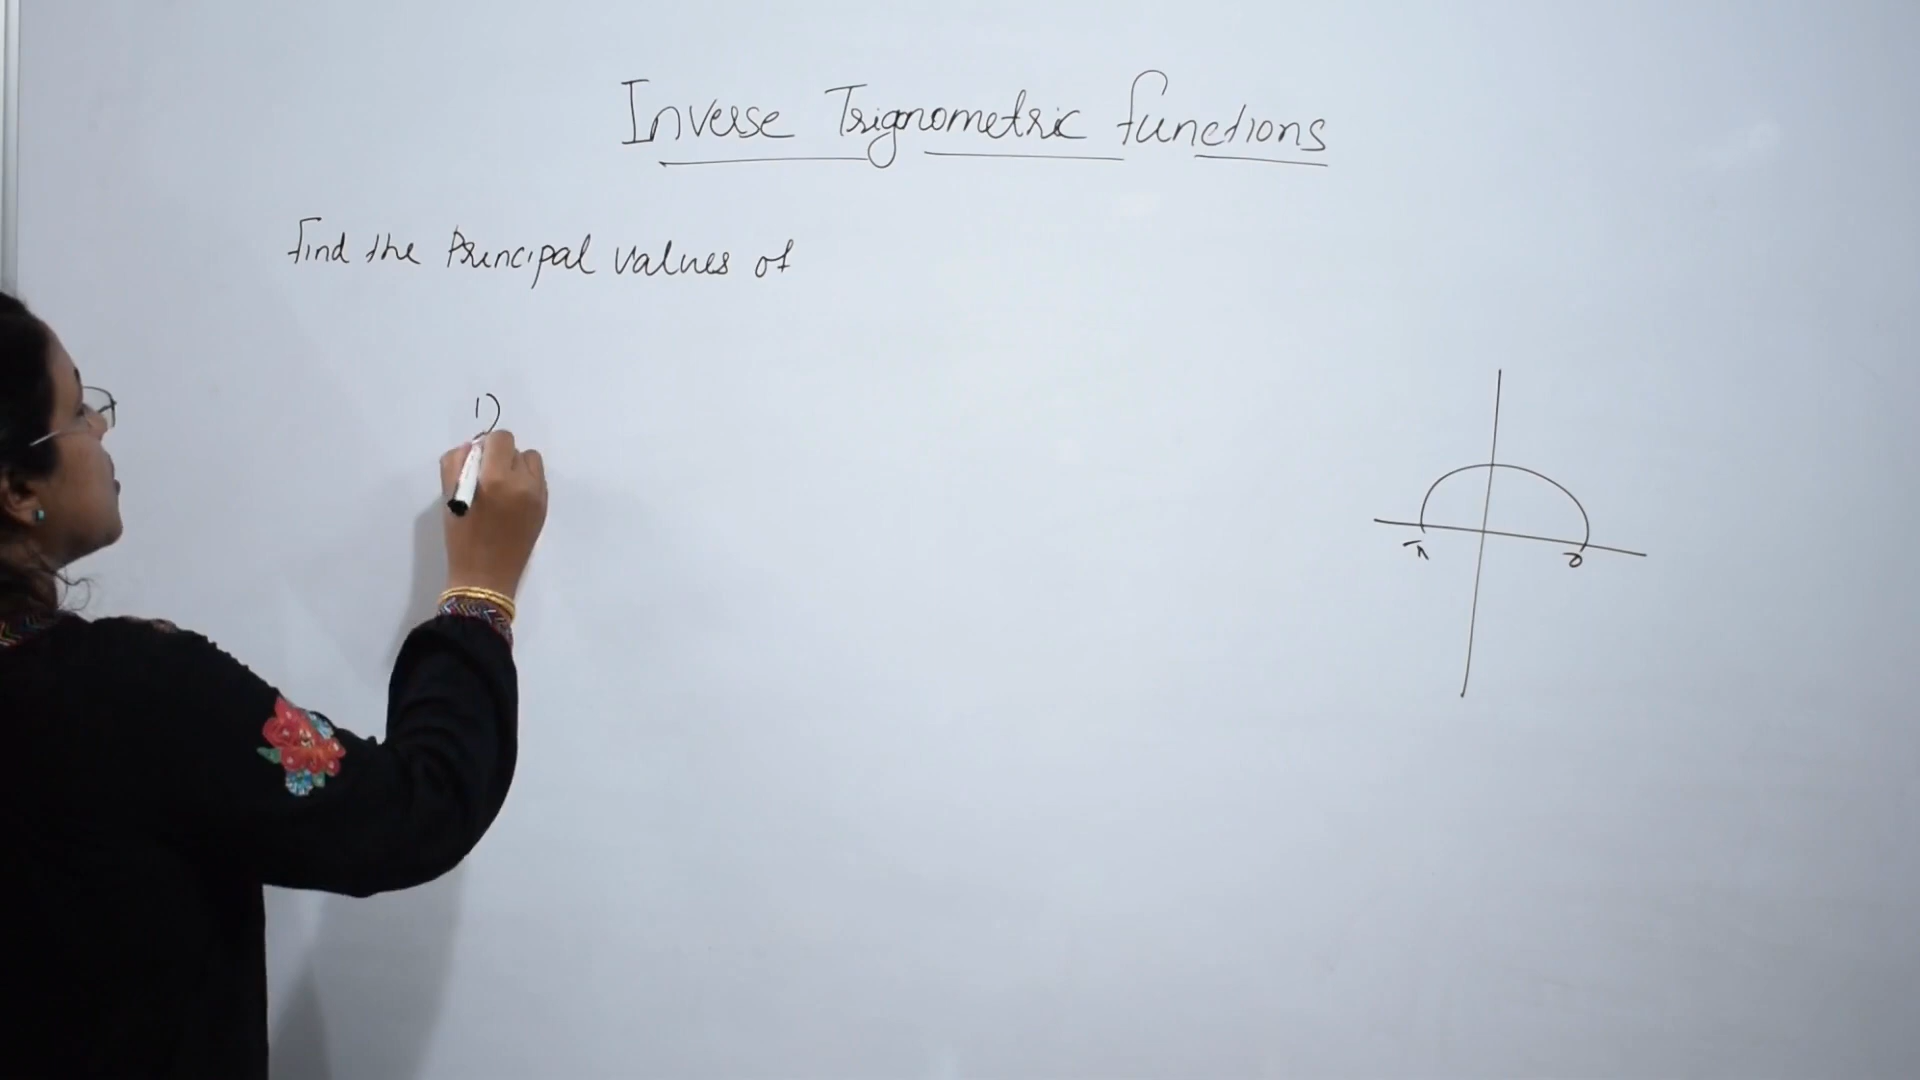 Inverse Trignometric functions
find the Principal values of
1)
π 0